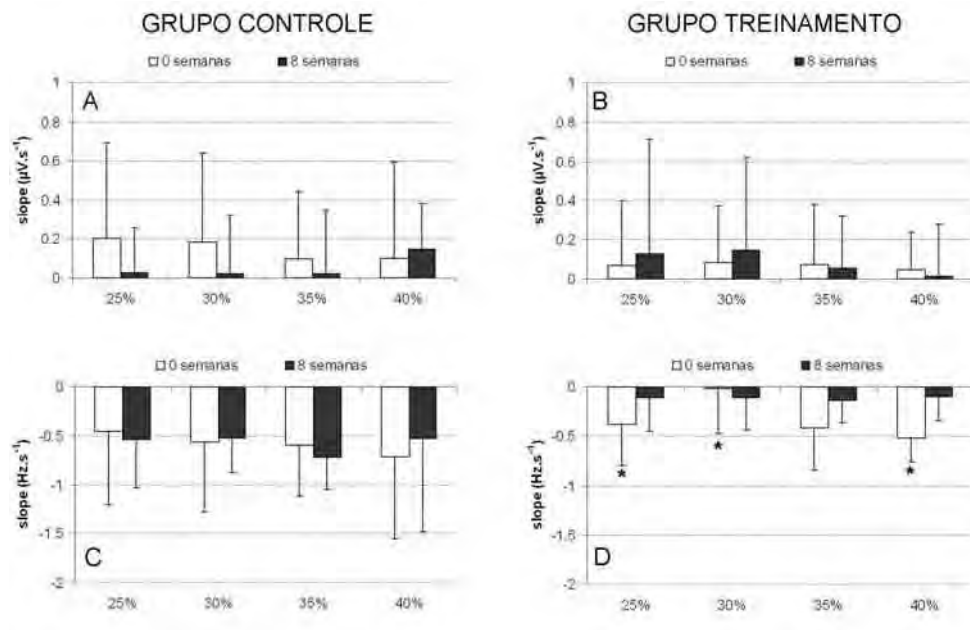 GRUPO CONTROLE
GRUPO TREINAMENTO
0 semanas 8 semanas
A
slope (µV.s⁻¹)
1
0.8
0.6
0.4
0.2
0
25% 30% 35% 40%
0 semanas 8 semanas
B
slope (µV.s⁻¹)
1
0.8
0.6
0.4
0.2
0
25% 30% 35% 40%
0 semanas 8 semanas
C
slope (Hz.s⁻¹)
0
-0.5
-1
-1.5
-2
25% 30% 35% 40%
0 semanas 8 semanas
D
slope (Hz.s⁻¹)
0
-0.5
-1
-1.5
-2
* * *
25% 30% 35% 40%